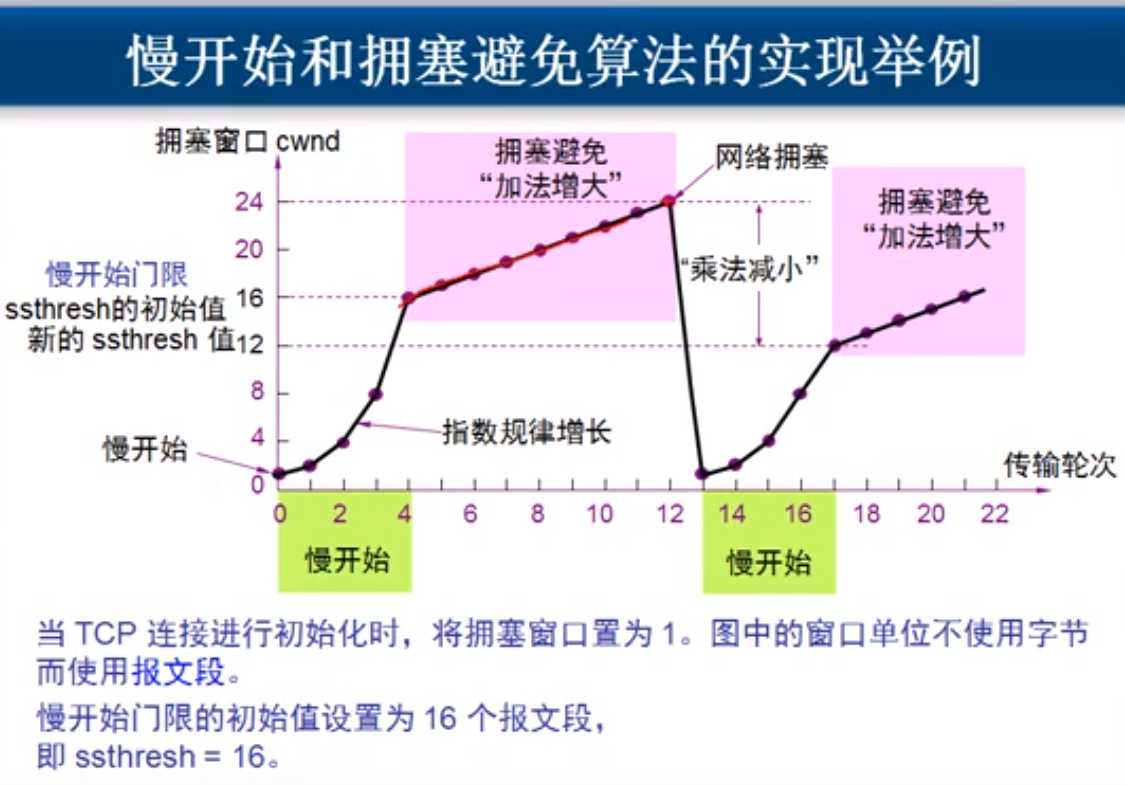 慢开始和拥塞避免算法的实现举例
拥塞窗口 cwnd
拥塞避免
“加法增大”
网络拥塞
拥塞避免
“加法增大”
24
20
“乘法减小”
慢开始门限
ssthresh的初始值
16
新的 ssthresh 值
12
8
4
0
指数规律增长
慢开始
传输轮次
0 2 4 6 8 10 12 14 16 18 20 22
慢开始
慢开始
当 TCP 连接进行初始化时，将拥塞窗口置为 1。图中的窗口单位不使用字节
而使用报文段。
慢开始门限的初始值设置为 16 个报文段，
即 ssthresh = 16。